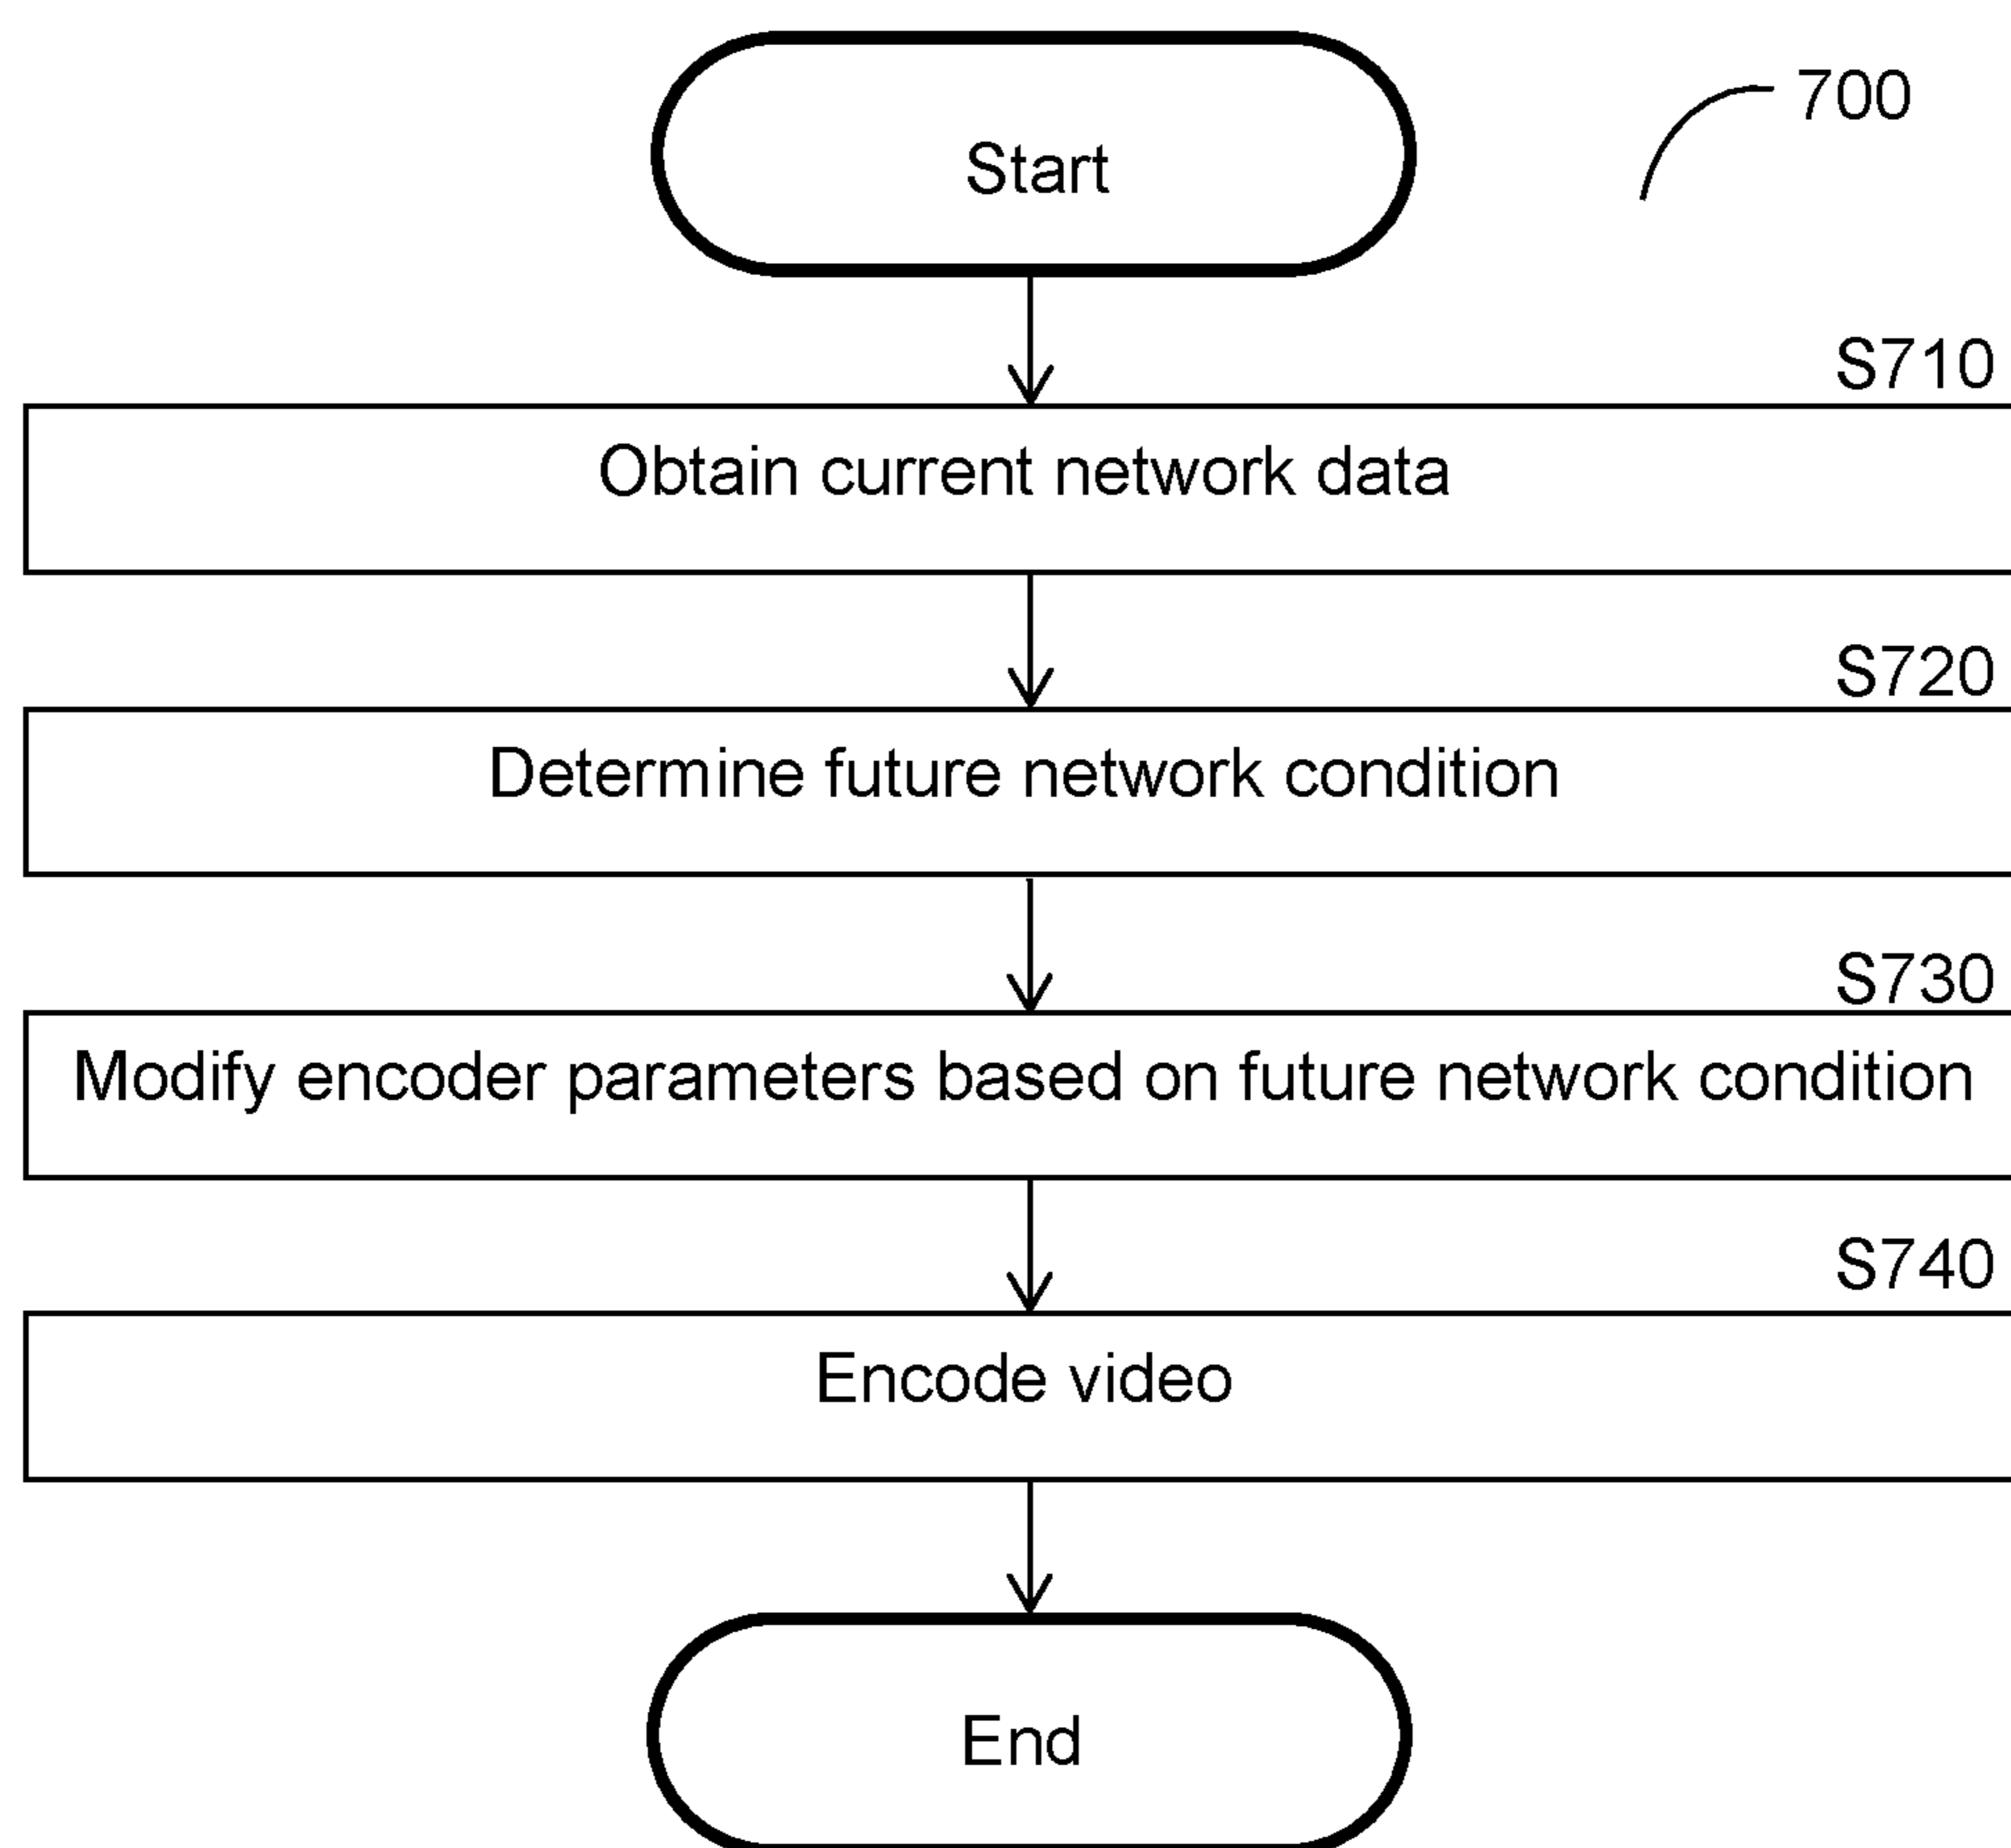 Start
700
S710
Obtain current network data
S720
Determine future network condition
S730
Modify encoder parameters based on future network condition
S740
Encode video
End